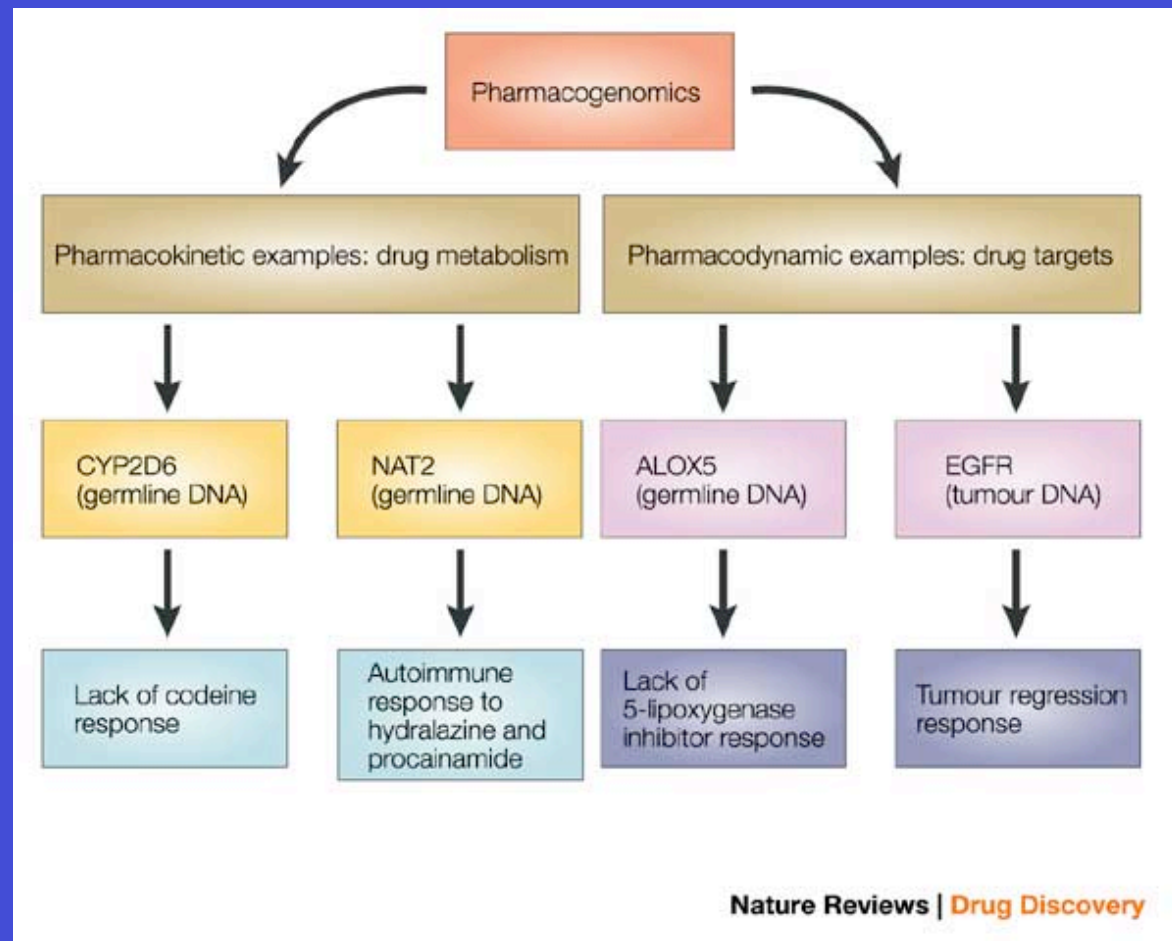 Pharmacogenomics
Pharmacokinetic examples: drug metabolism
Pharmacodynamic examples: drug targets
CYP2D6
(germline DNA)
NAT2
(germline DNA)
ALOX5
(germline DNA)
EGFR
(tumour DNA)
Lack of codeine
response
Autoimmune
response to
hydralazine and
procainamide
Lack of
5-lipoxygenase
inhibitor response
Tumour regression
response
Nature Reviews | Drug Discovery